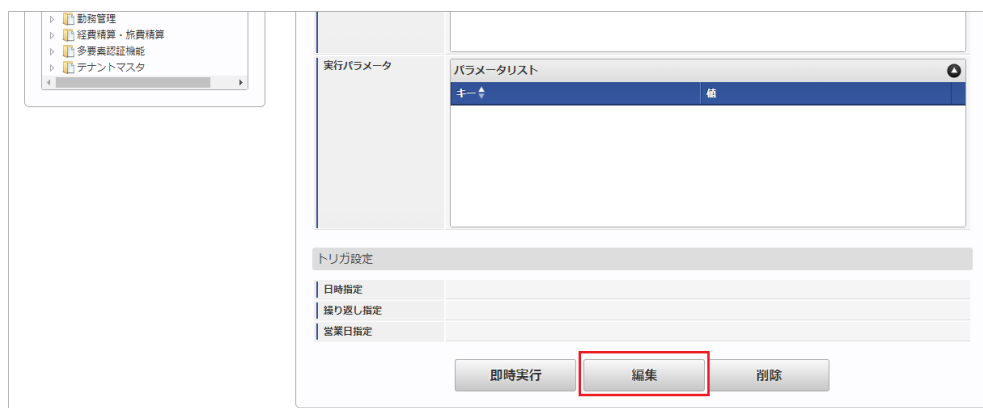 勤務管理
経費精算・旅費精算
多要素認証機能
テナントマスタ
実行パラメータ
パラメータリスト
キー 値
トリガ設定
日時指定
繰り返し指定
営業日指定
即時実行 編集 削除